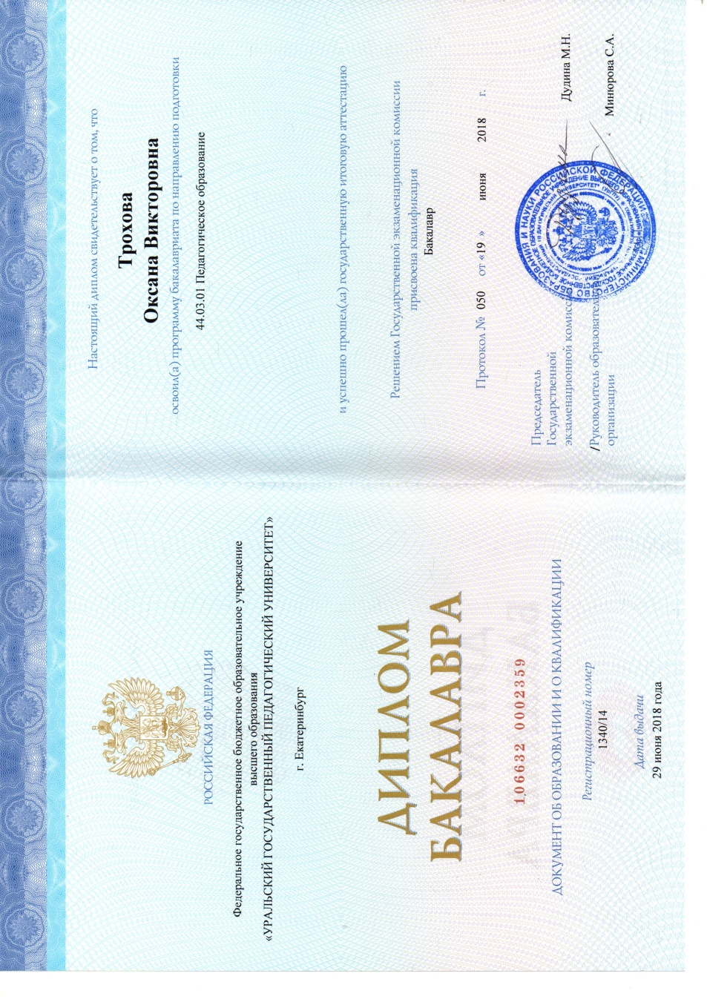 РОССИЙСКАЯ ФЕДЕРАЦИЯ
Федеральное государственное бюджетное образовательное учреждение
высшего образования
«УРАЛЬСКИЙ ГОСУДАРСТВЕННЫЙ ПЕДАГОГИЧЕСКИЙ УНИВЕРСИТЕТ»
г. Екатеринбург
ДИПЛОМ
БАКАЛАВРА
106632 0002359
ДОКУМЕНТ ОБ ОБРАЗОВАНИИ И О КВАЛИФИКАЦИИ
Регистрационный номер
1340/14
Дата выдачи
29 июня 2018 года
Настоящий диплом свидетельствует о том, что
Трохова
Оксана Викторовна
освоил(а) программу бакалавриата по направлению подготовки
44.03.01 Педагогическое образование
и успешно прошел(ла) государственную итоговую аттестацию
Решением Государственной экзаменационной комиссии
присвоена квалификация
Бакалавр
Протокол № 050 от «19 » июня 2018 г.
Председатель
Государственной
экзаменационной комиссии Дудина М.Н.
/Руководитель образовательной
организации Минюрова С.А.